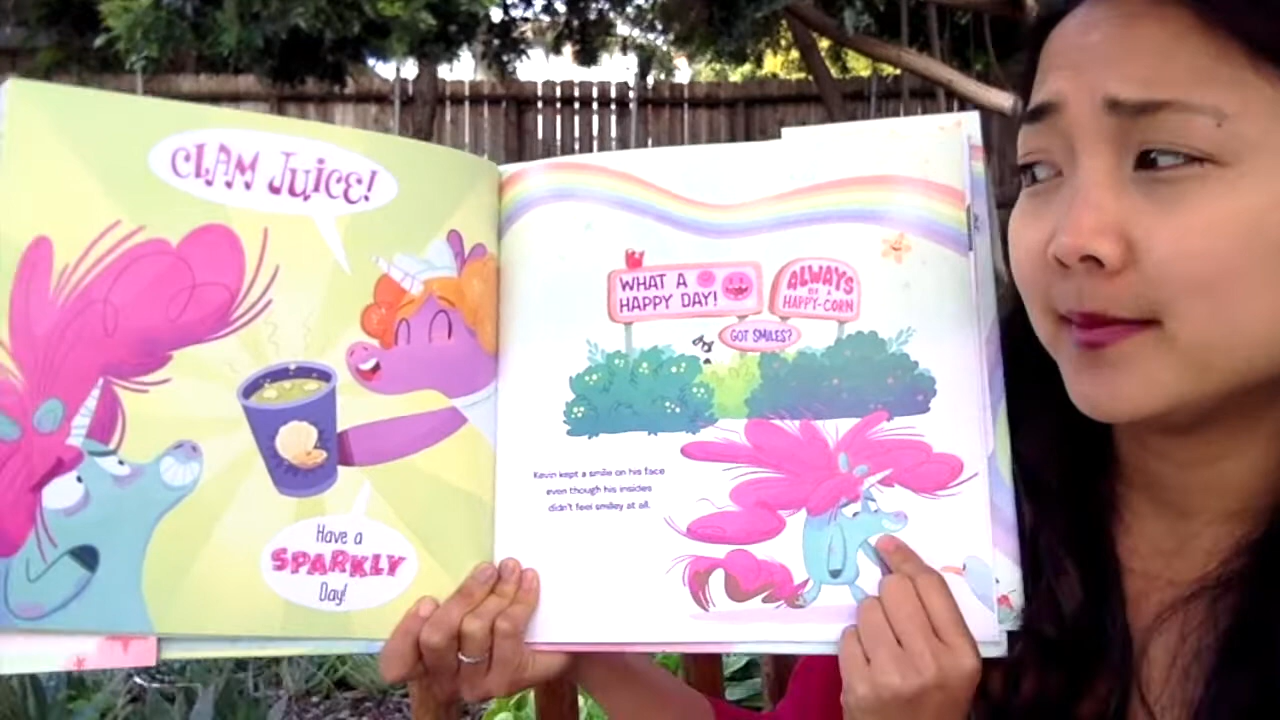 CLAM JUiCE!
Have a
SPARKLY
Day!
WHAT A
HAPPY DAY!
ALWAYS
BE A
HAPPY-CORN
GOT SMILES?
Kevin kept a smile on his face
even though his insides
didn't feel smiley at all.